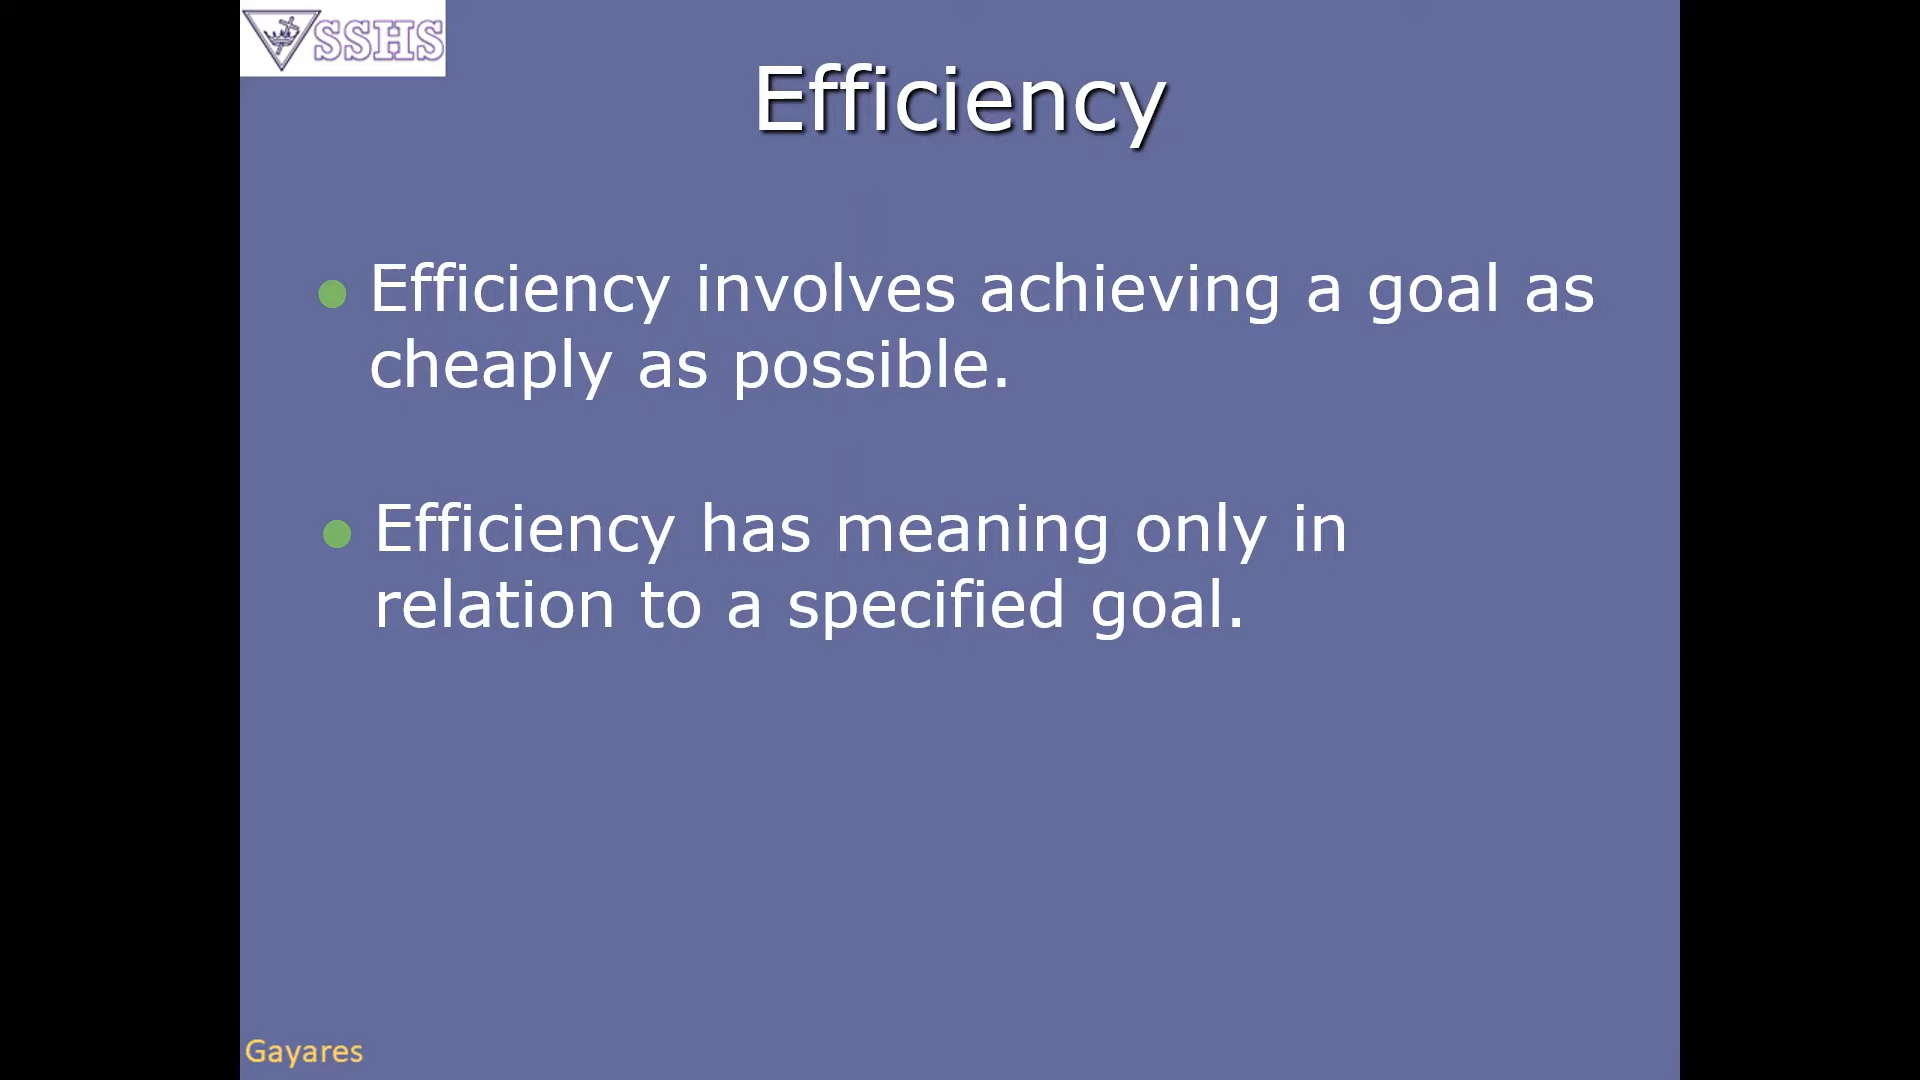 SSHS
Efficiency
Efficiency involves achieving a goal as
cheaply as possible.
Efficiency has meaning only in
relation to a specified goal.
Gayares